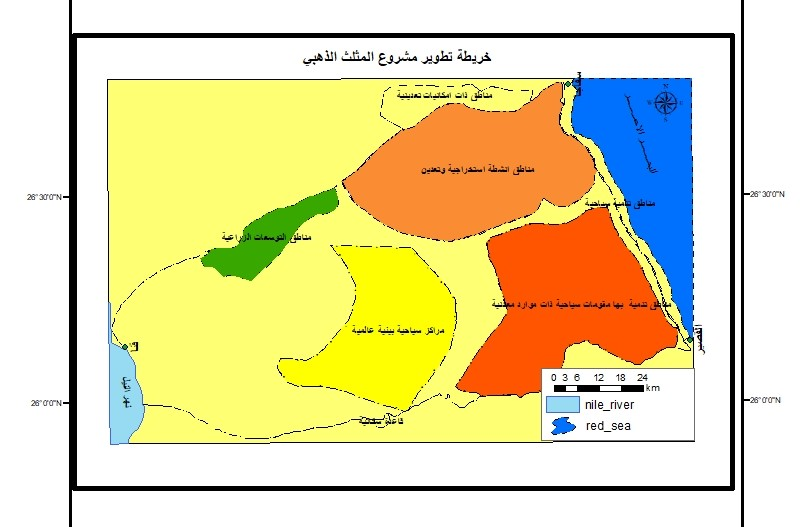 خريطة تطوير مشروع المثلث الذهبي
سفاجا
مناطق ذات امكانيات تعدينية
البحر الاحمر
مناطق انشطة استخراجية وتعدين
26°30'0"N
26°30'0"N
مناطق تنمية سياحية
مناطق التوسعات الزراعية
مناطق تنمية بها مقومات سياحية ذات موارد معدنية
مراكز سياحية بيئية عالمية
القصير
قنا
نهر النيل
0 3 6 12 18 24
km
26°0'0"N
26°0'0"N
nile_river
سكانية
red_sea